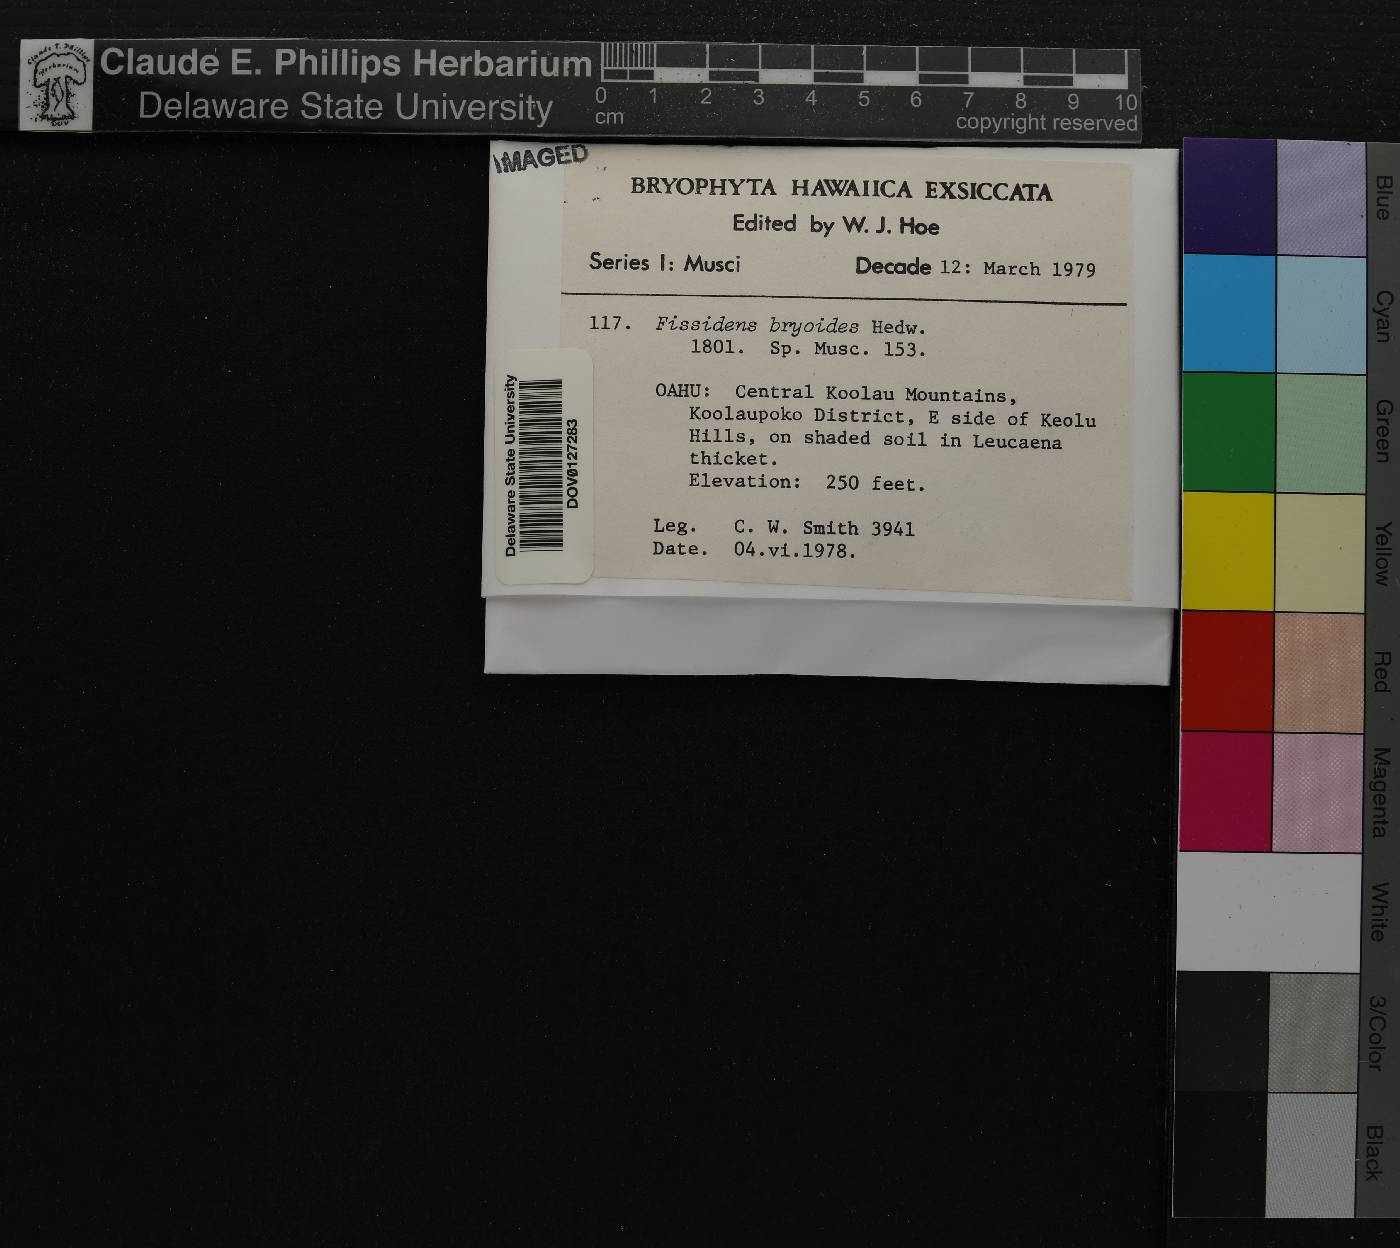 Claude E. Phillips Herbarium
Delaware State University
0 1 2 3 4 5 6 7 8 9 10
cm
copyright reserved
IMAGED
BRYOPHYTA HAWAIICA EXSICCATA
Edited by W. J. Hoe
Series I: Musci Decade 12: March 1979
117. Fissidens bryoides Hedw.
1801. Sp. Musc. 153.
OAHU: Central Koolau Mountains,
Koolaupoko District, E side of Keolu
Hills, on shaded soil in Leucaena
thicket.
Elevation: 250 feet.
Leg. C. W. Smith 3941
Date. 04.vi.1978.
Delaware State University
DOV0127283
Blue
Cyan
Green
Yellow
Red
Magenta
White
3/Color
Black